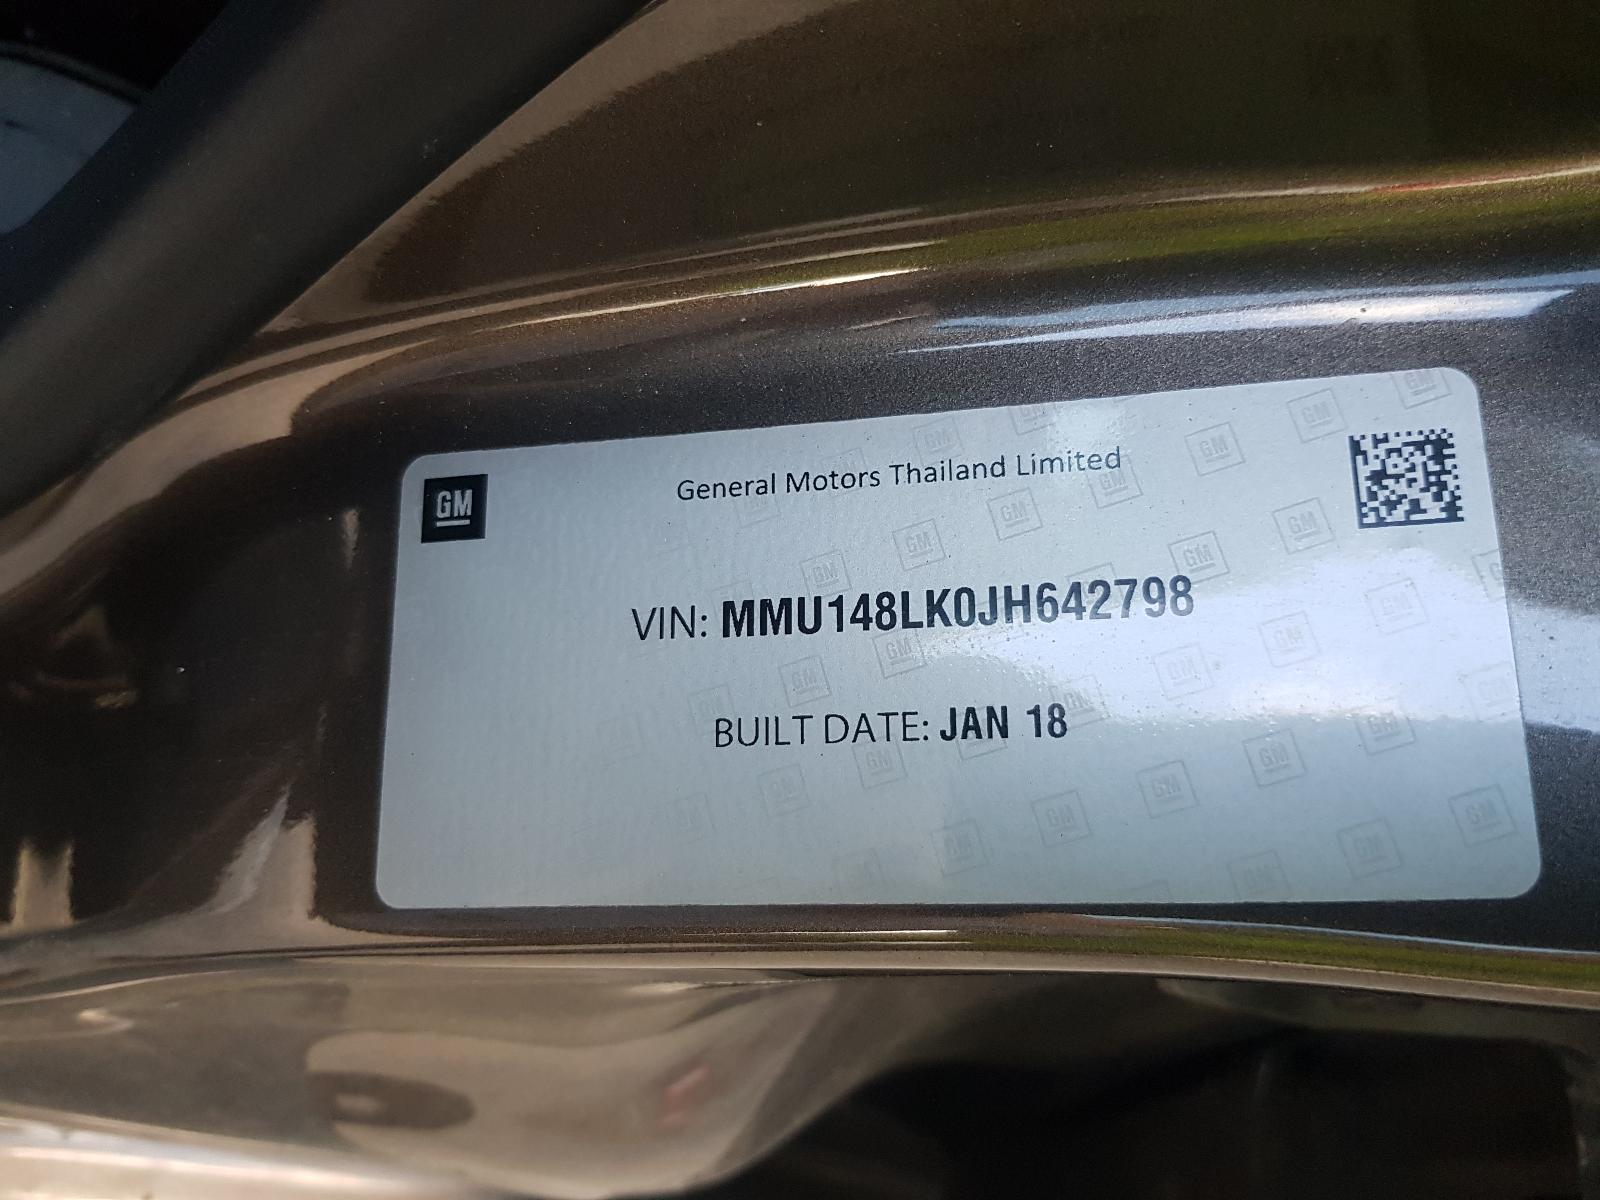 GM
General Motors Thailand Limited
VIN: MMU148LK0JH642798
BUILT DATE: JAN 18